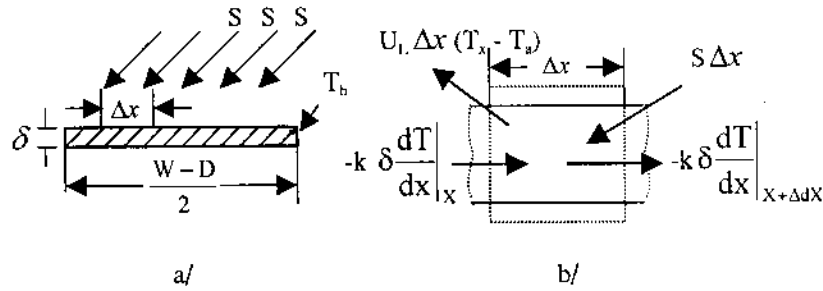 S S S
Δx
T_b
δ
W – D
2
a/
U_L Δx (T_x - T_a)
Δx
S Δx
-k δ dT/dx|_X
-k δ dT/dx|_X+ΔdX
b/